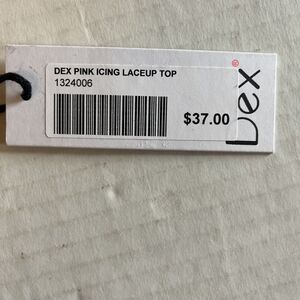 DEX PINK ICING LACEUP TOP
1324006
$37.00
Dex®